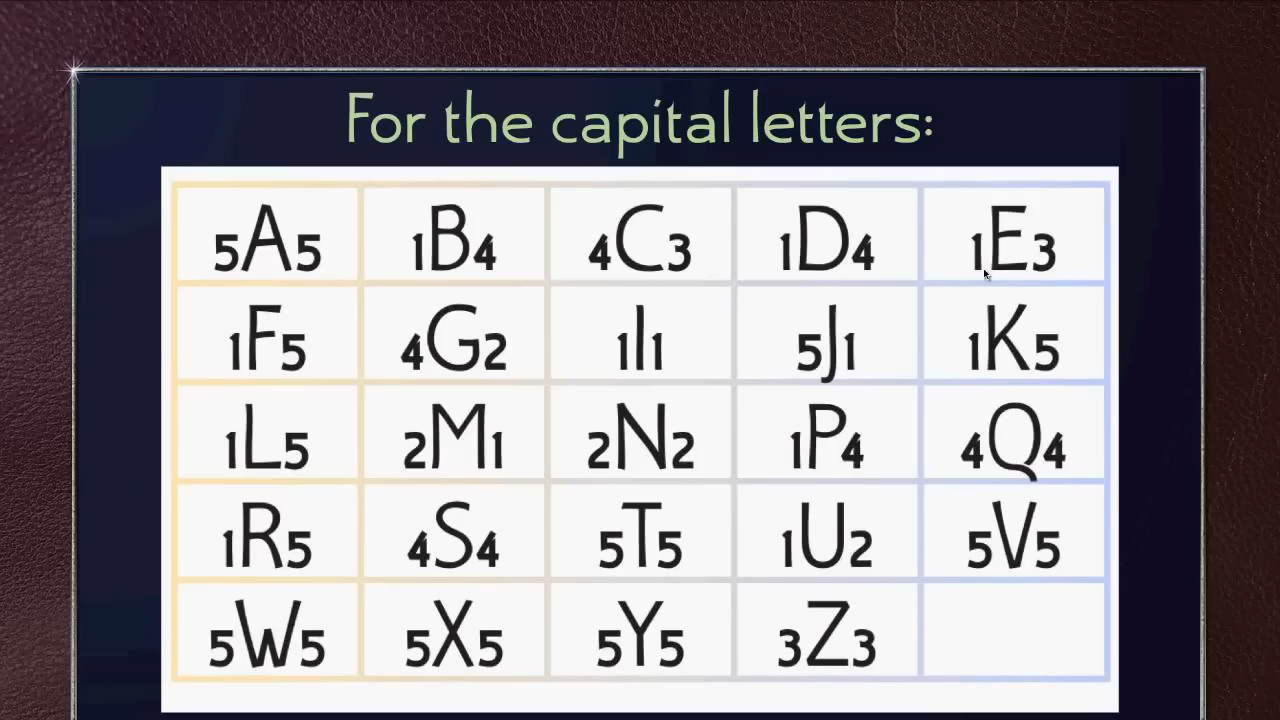 For the capital letters:
5A5 1B4 4C3 1D4 1E3
1F5 4G2 1I1 5J1 1K5
1L5 2M1 2N2 1P4 4Q4
1R5 4S4 5T5 1U2 5V5
5W5 5X5 5Y5 3Z3